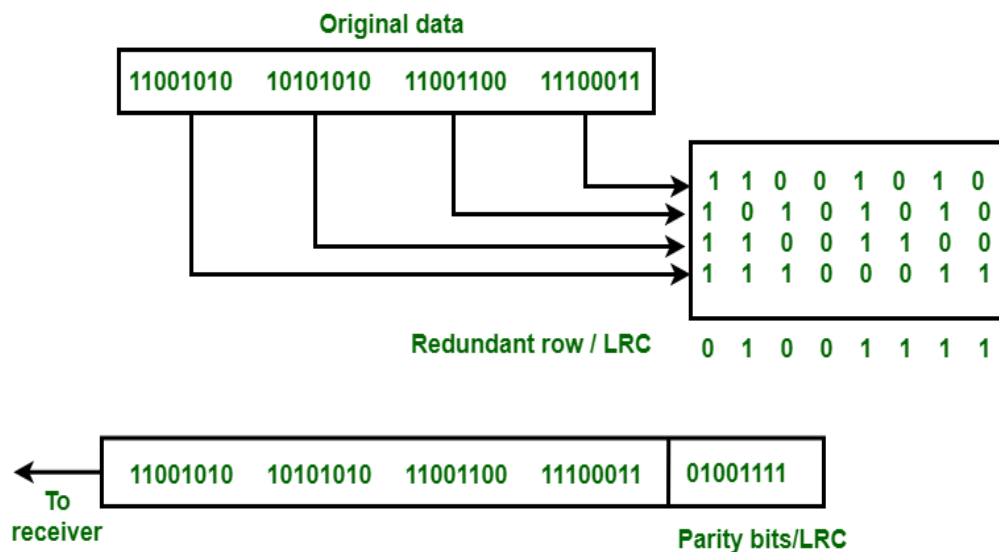 Original data
11001010 10101010 11001100 11100011
1 1 0 0 1 0 1 0
1 0 1 0 1 0 1 0
1 1 0 0 1 1 0 0
1 1 1 0 0 0 1 1
Redundant row / LRC 0 1 0 0 1 1 1 1
11001010 10101010 11001100 11100011 01001111
To
receiver
Parity bits/LRC